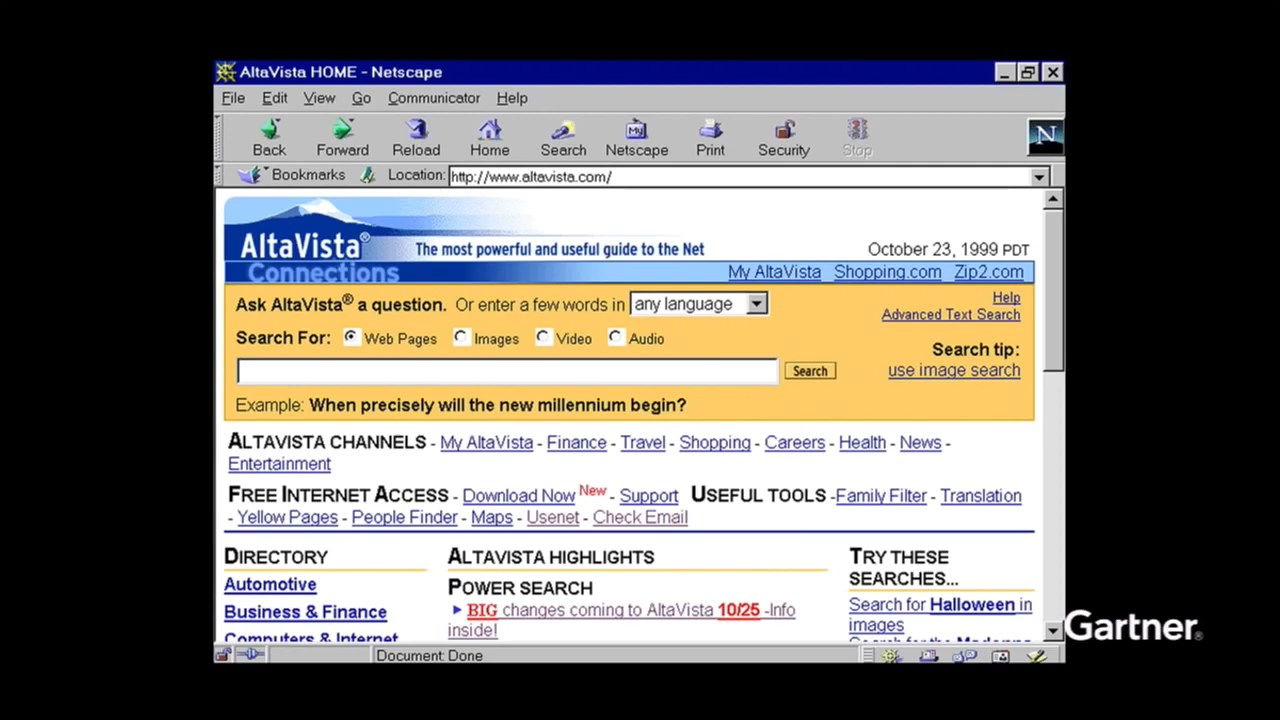 AltaVista HOME - Netscape
File Edit View Go Communicator Help
Back Forward Reload Home Search Netscape Print Security Stop
My
N
Bookmarks Location: http://www.altavista.com/
AltaVista® The most powerful and useful guide to the Net October 23, 1999 PDT
Connections My AltaVista Shopping.com Zip2.com
Ask AltaVista® a question. Or enter a few words in any language Help
Advanced Text Search
Search For: Web Pages Images Video Audio
Search tip:
Search use image search
Example: When precisely will the new millennium begin?
ALTAVISTA CHANNELS - My AltaVista - Finance - Travel - Shopping - Careers - Health - News -
Entertainment
FREE INTERNET ACCESS - Download Now New - Support USEFUL TOOLS -Family Filter - Translation
- Yellow Pages - People Finder - Maps - Usenet - Check Email
DIRECTORY
Automotive
Business & Finance
Computers & Internet
ALTAVISTA HIGHLIGHTS
POWER SEARCH
BIG changes coming to AltaVista 10/25 -Info
inside!
TRY THESE
SEARCHES...
Search for Halloween in
images
Search for the Madonna
Gartner®
Document: Done